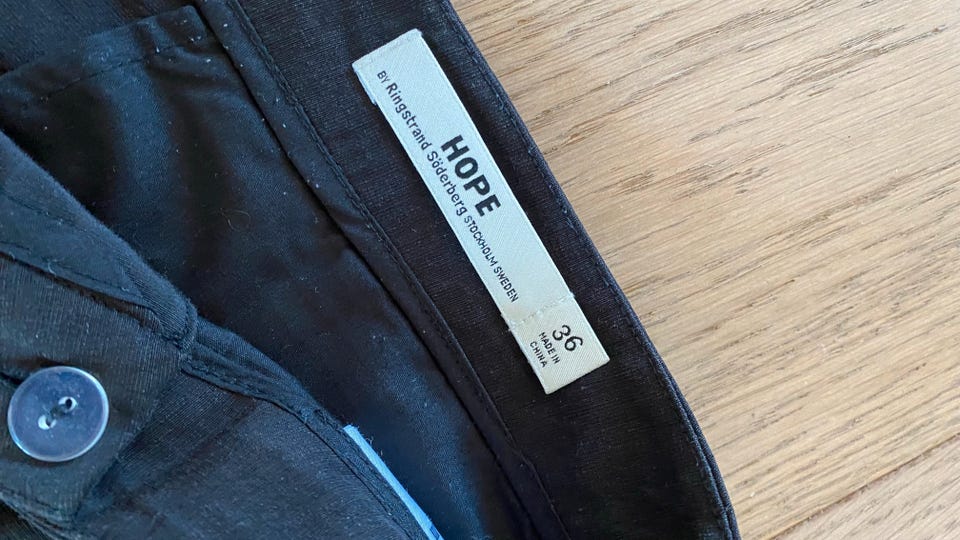 HOPE
BY Ringstrand Söderberg STOCKHOLM SWEDEN
36
MADE IN
CHINA